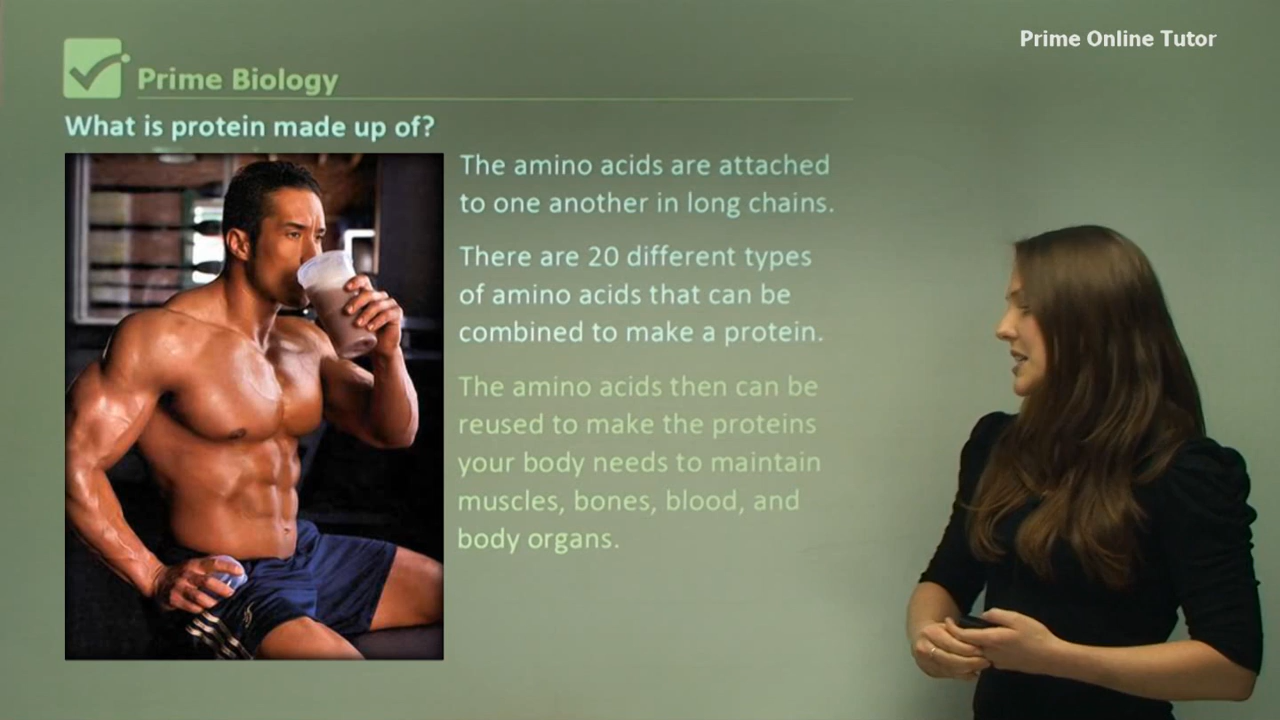 Prime Online Tutor
Prime Biology
What is protein made up of?
The amino acids are attached
to one another in long chains.
There are 20 different types
of amino acids that can be
combined to make a protein.
The amino acids then can be
reused to make the proteins
your body needs to maintain
muscles, bones, blood, and
body organs.